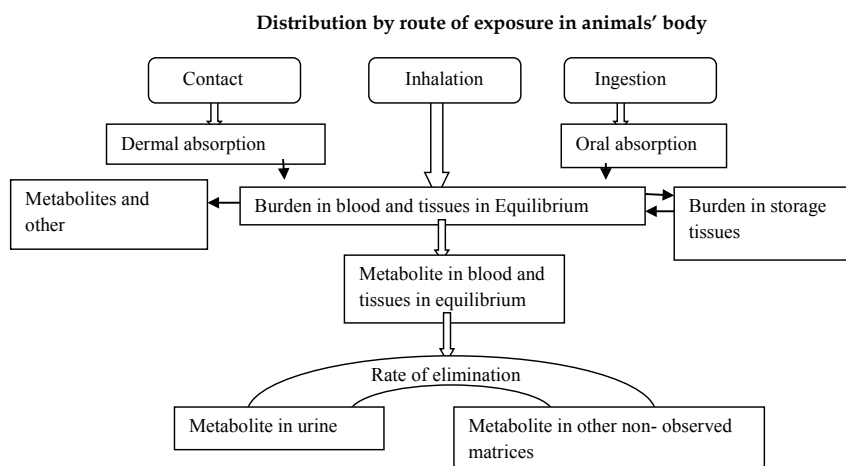 Distribution by route of exposure in animals' body
Contact
Inhalation
Ingestion
Dermal absorption
Oral absorption
Metabolites and
other
Burden in blood and tissues in Equilibrium
Burden in storage
tissues
Metabolite in blood and
tissues in equilibrium
Rate of elimination
Metabolite in urine
Metabolite in other non- observed
matrices